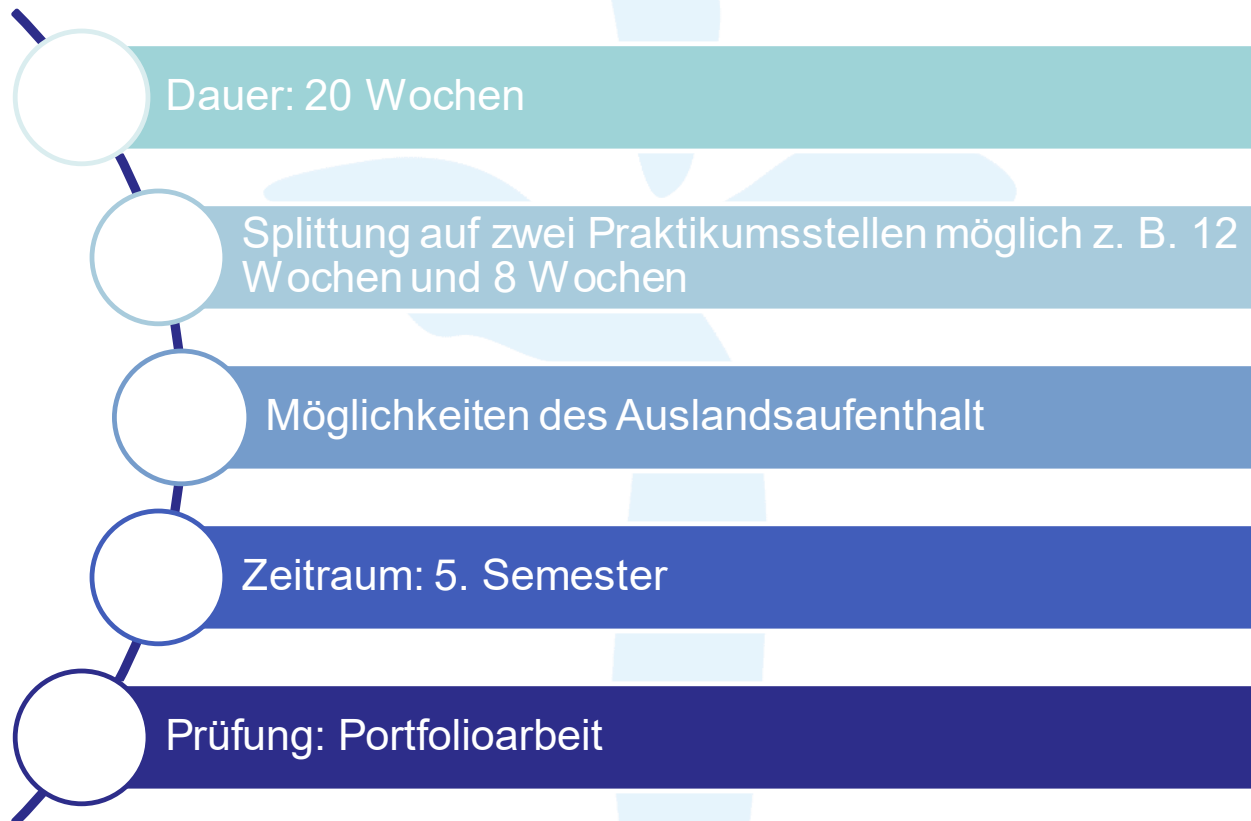 Dauer: 20 Wochen
Splittung auf zwei Praktikumsstellen möglich z. B. 12
Wochen und 8 Wochen
Möglichkeiten des Auslandsaufenthalt
Zeitraum: 5. Semester
Prüfung: Portfolioarbeit